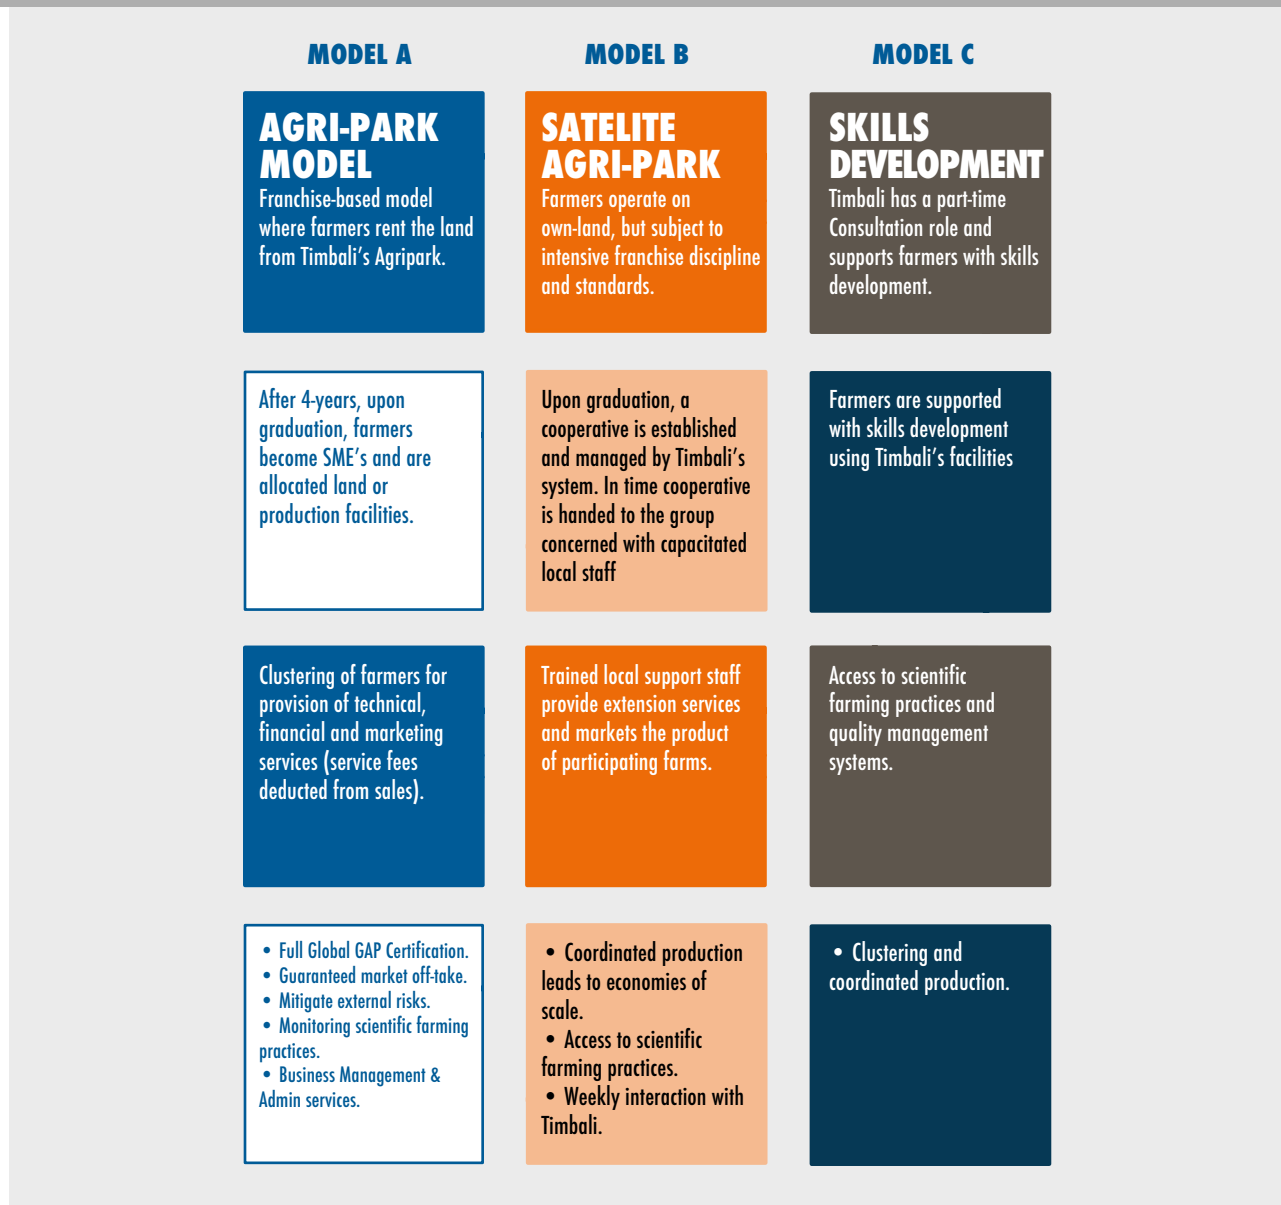 MODEL A
AGRI-PARK
MODEL
Franchise-based model
where farmers rent the land
from Timbali's Agripark.
After 4-years, upon
graduation, farmers
become SME's and are
allocated land or
production facilities.
Clustering of farmers for
provision of technical,
financial and marketing
services (service fees
deducted from sales).
• Full Global GAP Certification.
• Guaranteed market off-take.
• Mitigate external risks.
• Monitoring scientific farming
practices.
• Business Management &
Admin services.
MODEL B
SATELITE
AGRI-PARK
Farmers operate on
own-land, but subject to
intensive franchise discipline
and standards.
Upon graduation, a
cooperative is established
and managed by Timbali's
system. In time cooperative
is handed to the group
concerned with capacitated
local staff
Trained local support staff
provide extension services
and markets the product
of participating farms.
• Coordinated production
leads to economies of
scale.
• Access to scientific
farming practices.
• Weekly interaction with
Timbali.
MODEL C
SKILLS
DEVELOPMENT
Timbali has a part-time
Consultation role and
supports farmers with skills
development.
Farmers are supported
with skills development
using Timbali's facilities
Access to scientific
farming practices and
quality management
systems.
• Clustering and
coordinated production.